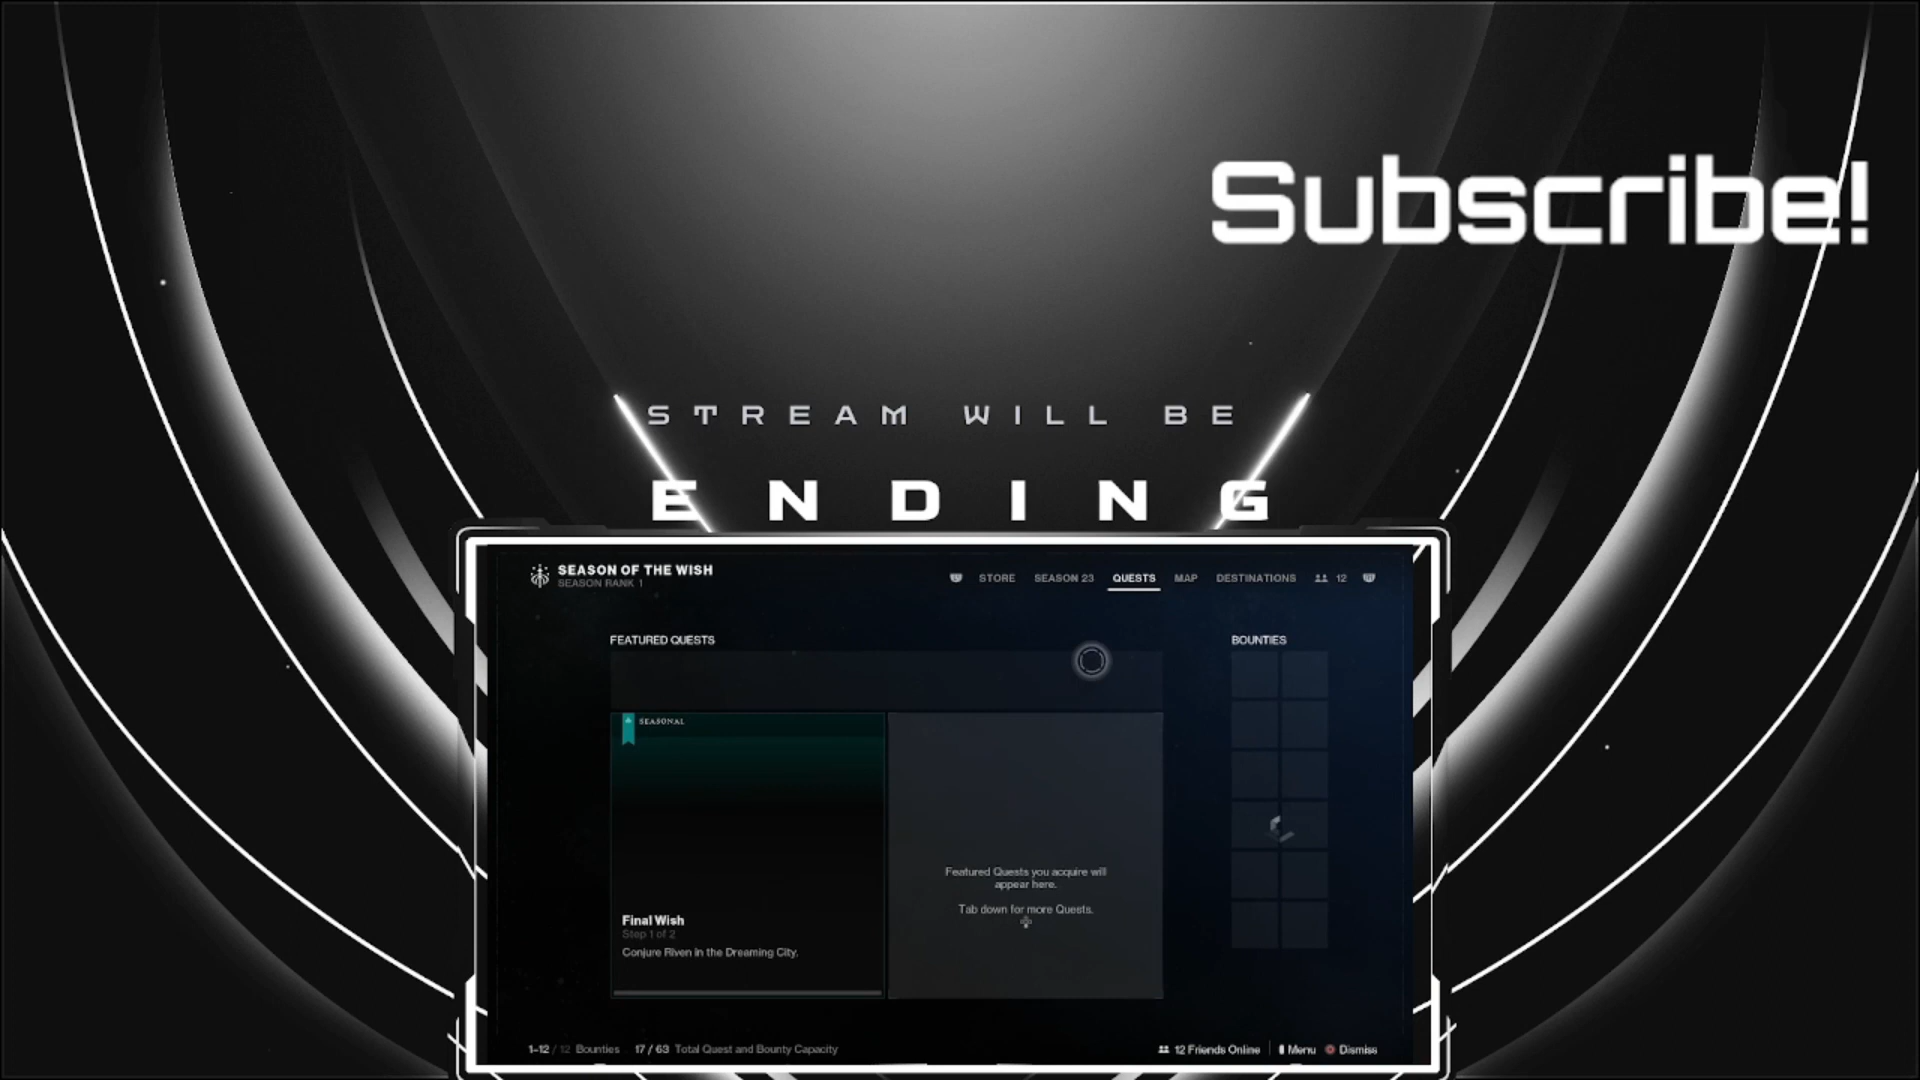 Subscribe!
STREAM WILL BE
ENDING
SEASON OF THE WISH
SEASON RANK 1
STORE SEASON 23 QUESTS MAP DESTINATIONS 12
FEATURED QUESTS
BOUNTIES
SEASONAL
Featured Quests you acquire will
appear here.
Tab down for more Quests.
Final Wish
Step 1 of 2
Conjure Riven in the Dreaming City.
1-12 / 12 Bounties 17 / 63 Total Quest and Bounty Capacity
12 Friends Online Menu Dismiss